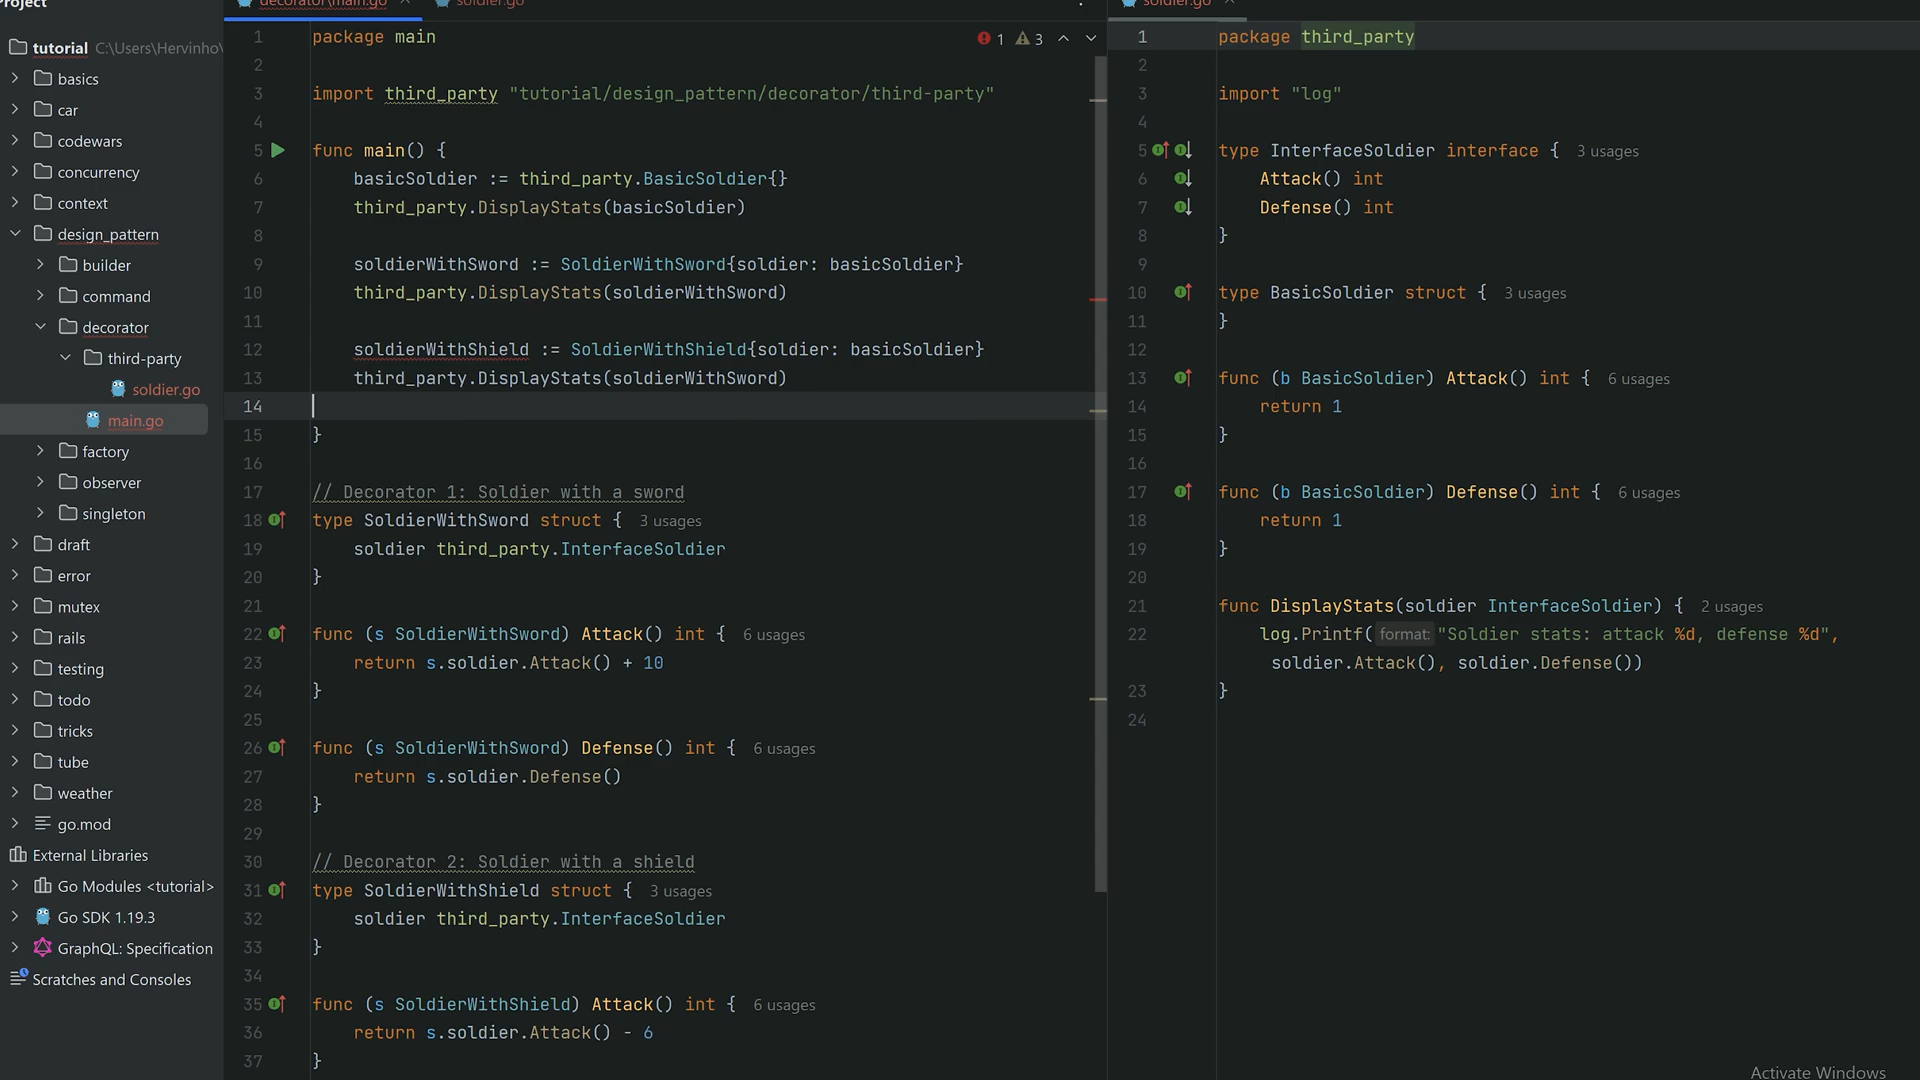 Project
decorator\main.go
soldier.go
soldier.go
tutorial C:\Users\Hervinho\
basics
car
codewars
concurrency
context
design_pattern
builder
command
decorator
third-party
soldier.go
main.go
factory
observer
singleton
draft
error
mutex
rails
testing
todo
tricks
tube
weather
go.mod
External Libraries
Go Modules <tutorial>
Go SDK 1.19.3
GraphQL: Specification
Scratches and Consoles
1 3
1 package main
2
3 import third_party "tutorial/design_pattern/decorator/third-party"
4
5 func main() {
6 basicSoldier := third_party.BasicSoldier{}
7 third_party.DisplayStats(basicSoldier)
8
9 soldierWithSword := SoldierWithSword{soldier: basicSoldier}
10 third_party.DisplayStats(soldierWithSword)
11
12 soldierWithShield := SoldierWithShield{soldier: basicSoldier}
13 third_party.DisplayStats(soldierWithSword)
14
15 }
16
17 // Decorator 1: Soldier with a sword
18 type SoldierWithSword struct { 3 usages
19 soldier third_party.InterfaceSoldier
20 }
21
22 func (s SoldierWithSword) Attack() int { 6 usages
23 return s.soldier.Attack() + 10
24 }
25
26 func (s SoldierWithSword) Defense() int { 6 usages
27 return s.soldier.Defense()
28 }
29
30 // Decorator 2: Soldier with a shield
31 type SoldierWithShield struct { 3 usages
32 soldier third_party.InterfaceSoldier
33 }
34
35 func (s SoldierWithShield) Attack() int { 6 usages
36 return s.soldier.Attack() - 6
37 }
1 package third_party
2
3 import "log"
4
5 type InterfaceSoldier interface { 3 usages
6 Attack() int
7 Defense() int
8 }
9
10 type BasicSoldier struct { 3 usages
11 }
12
13 func (b BasicSoldier) Attack() int { 6 usages
14 return 1
15 }
16
17 func (b BasicSoldier) Defense() int { 6 usages
18 return 1
19 }
20
21 func DisplayStats(soldier InterfaceSoldier) { 2 usages
22 log.Printf( format: "Soldier stats: attack %d, defense %d",
soldier.Attack(), soldier.Defense())
23 }
24
Activate Windows